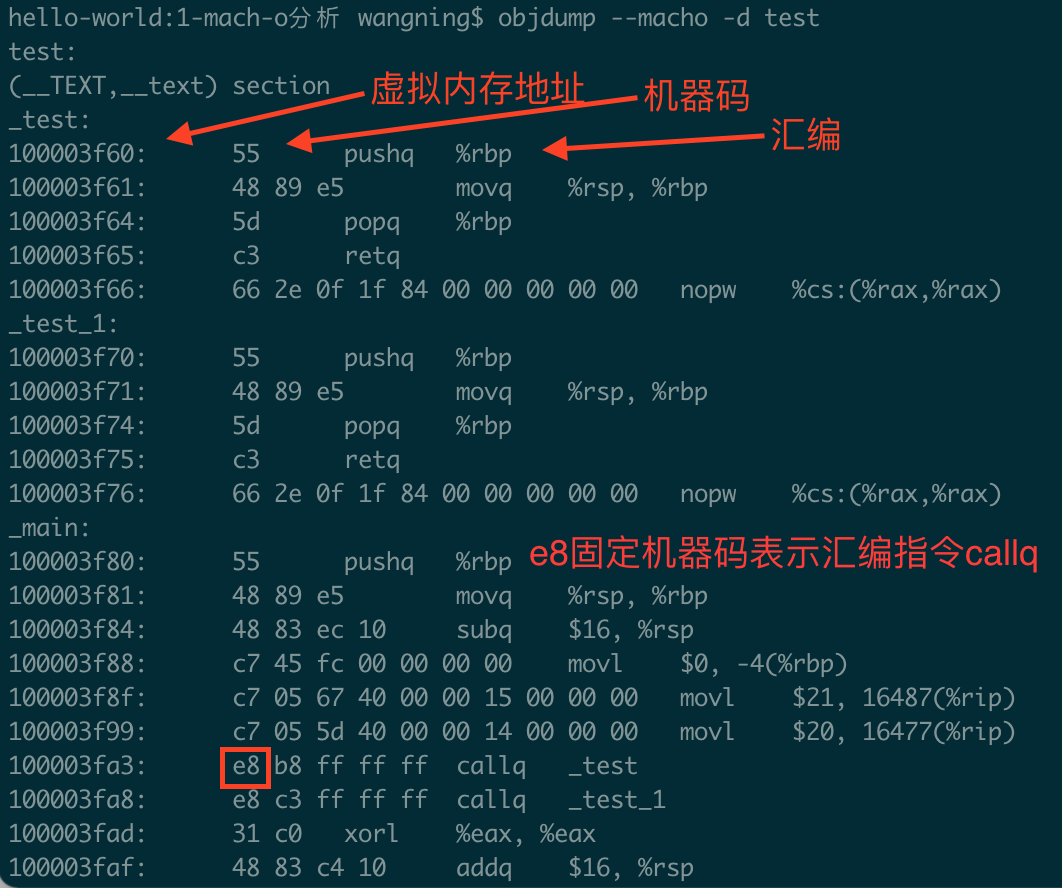 hello-world:1-mach-o分析 wangning$ objdump --macho -d test
test:
(__TEXT,__text) section
虚拟内存地址
机器码
_test:
汇编
100003f60: 55 pushq %rbp
100003f61: 48 89 e5 movq %rsp, %rbp
100003f64: 5d popq %rbp
100003f65: c3 retq
100003f66: 66 2e 0f 1f 84 00 00 00 00 00 nopw %cs:(%rax,%rax)
_test_1:
100003f70: 55 pushq %rbp
100003f71: 48 89 e5 movq %rsp, %rbp
100003f74: 5d popq %rbp
100003f75: c3 retq
100003f76: 66 2e 0f 1f 84 00 00 00 00 00 nopw %cs:(%rax,%rax)
_main:
100003f80: 55 pushq %rbp
e8固定机器码表示汇编指令callq
100003f81: 48 89 e5 movq %rsp, %rbp
100003f84: 48 83 ec 10 subq $16, %rsp
100003f88: c7 45 fc 00 00 00 00 movl $0, -4(%rbp)
100003f8f: c7 05 67 40 00 00 15 00 00 00 movl $21, 16487(%rip)
100003f99: c7 05 5d 40 00 00 14 00 00 00 movl $20, 16477(%rip)
100003fa3: e8 b8 ff ff ff callq _test
100003fa8: e8 c3 ff ff ff callq _test_1
100003fad: 31 c0 xorl %eax, %eax
100003faf: 48 83 c4 10 addq $16, %rsp